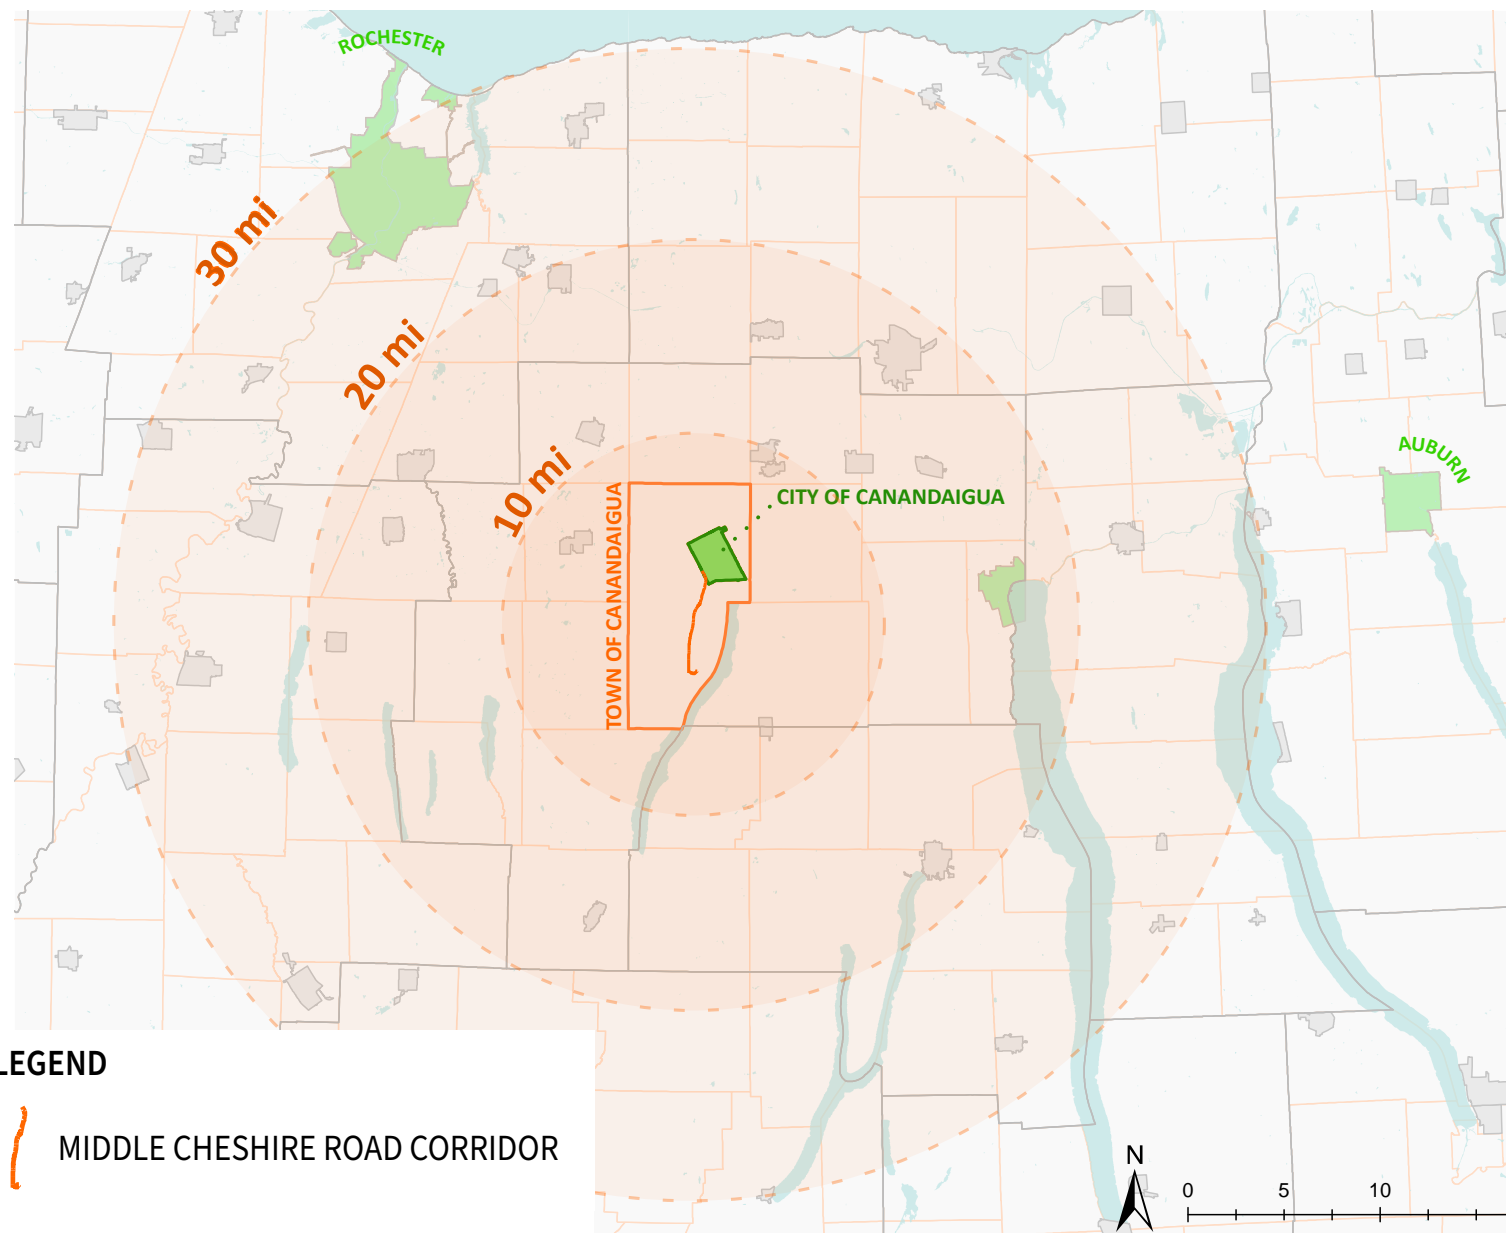 ROCHESTER
30 mi
20 mi
10 mi
AUBURN
CITY OF CANANDAIGUA
TOWN OF CANANDAIGUA
LEGEND
MIDDLE CHESHIRE ROAD CORRIDOR
N
0 5 10